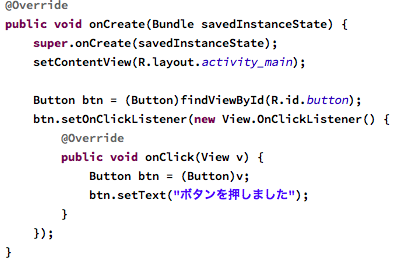 @Override
public void onCreate(Bundle savedInstanceState) {
    super.onCreate(savedInstanceState);
    setContentView(R.layout.activity_main);

    Button btn = (Button)findViewById(R.id.button);
    btn.setOnClickListener(new View.OnClickListener() {
        @Override
        public void onClick(View v) {
            Button btn = (Button)v;
            btn.setText("ボタンを押しました");
        }
    });
}